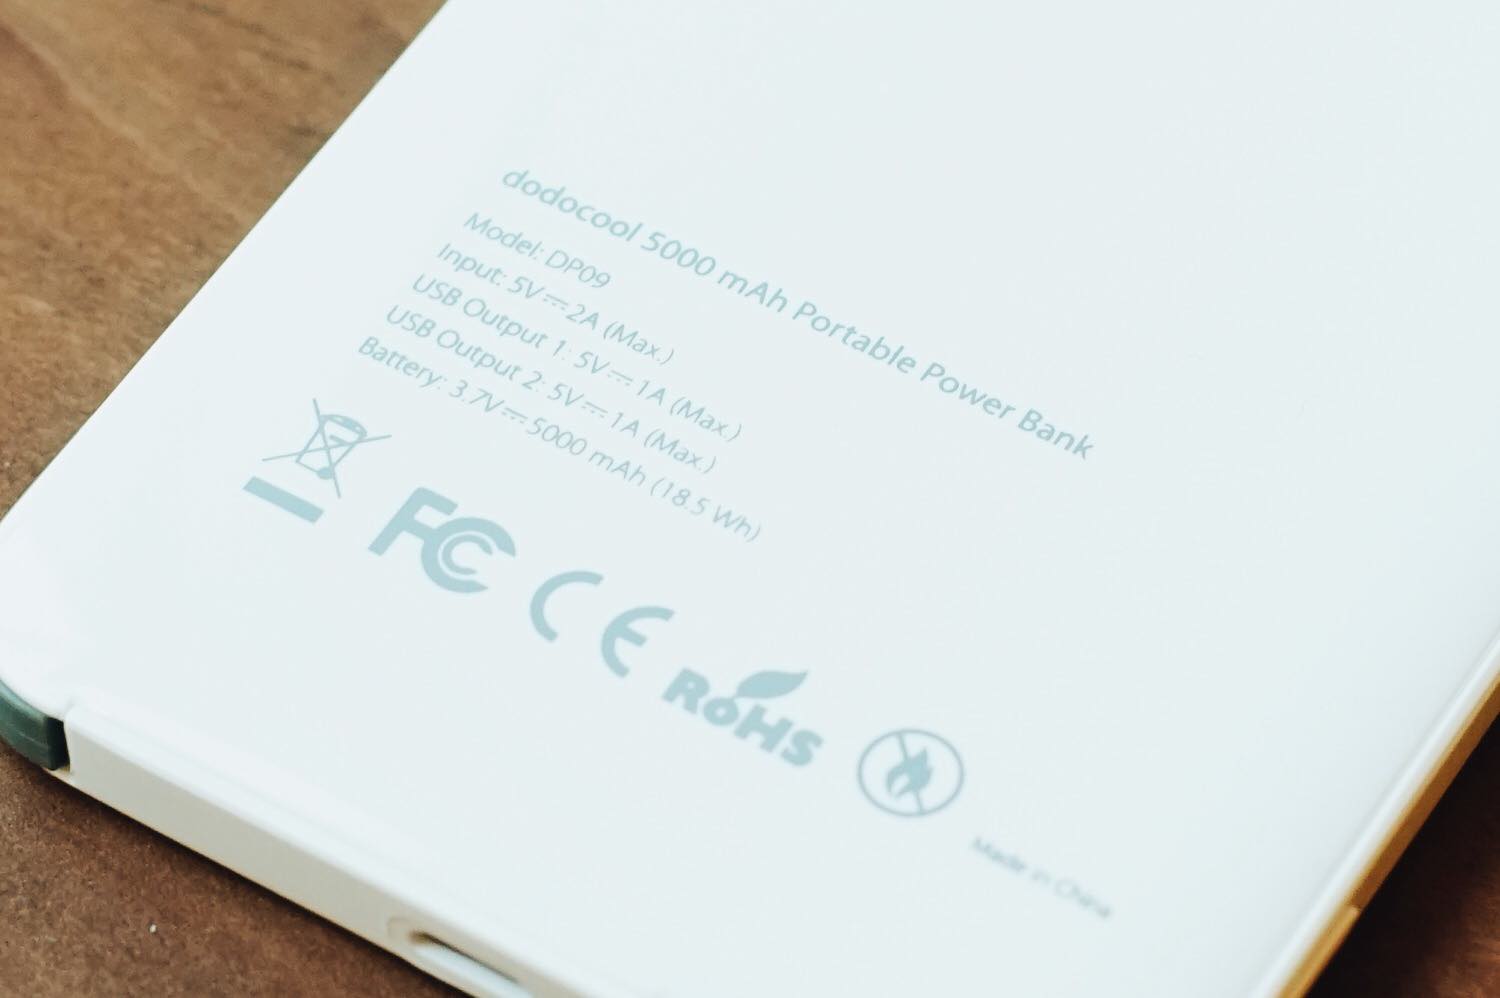 dodocool 5000 mAh Portable Power Bank
Model: DP09
Input: 5V⎓2A (Max.)
USB Output 1: 5V⎓1A (Max.)
USB Output 2: 5V⎓1A (Max.)
Battery: 3.7V⎓5000 mAh (18.5 Wh)
FC CE RoHS
Made in China